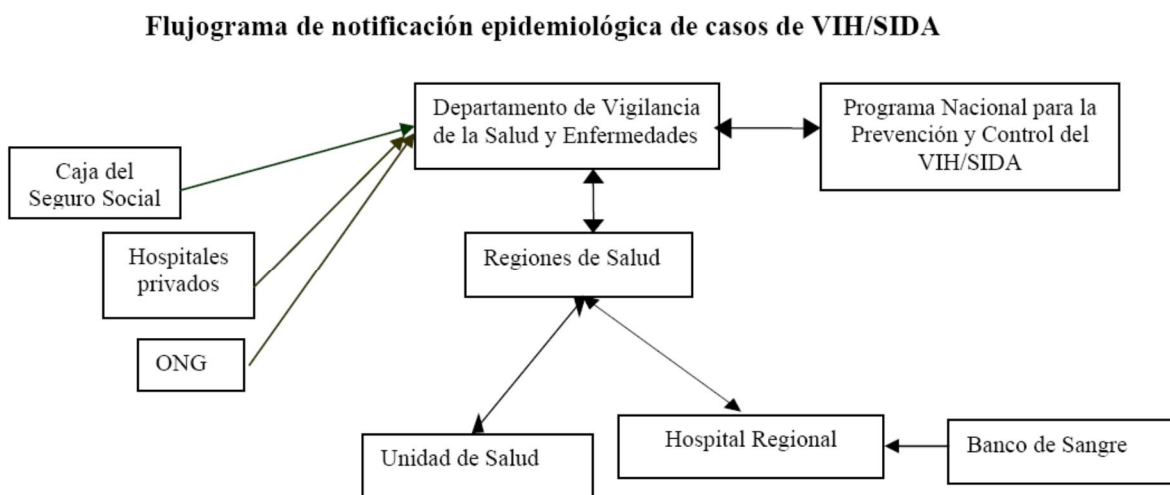 Flujograma de notificación epidemiológica de casos de VIH/SIDA
Departamento de Vigilancia
de la Salud y Enfermedades
Programa Nacional para la
Prevención y Control del
VIH/SIDA
Caja del
Seguro Social
Hospitales
privados
ONG
Regiones de Salud
Unidad de Salud
Hospital Regional
Banco de Sangre